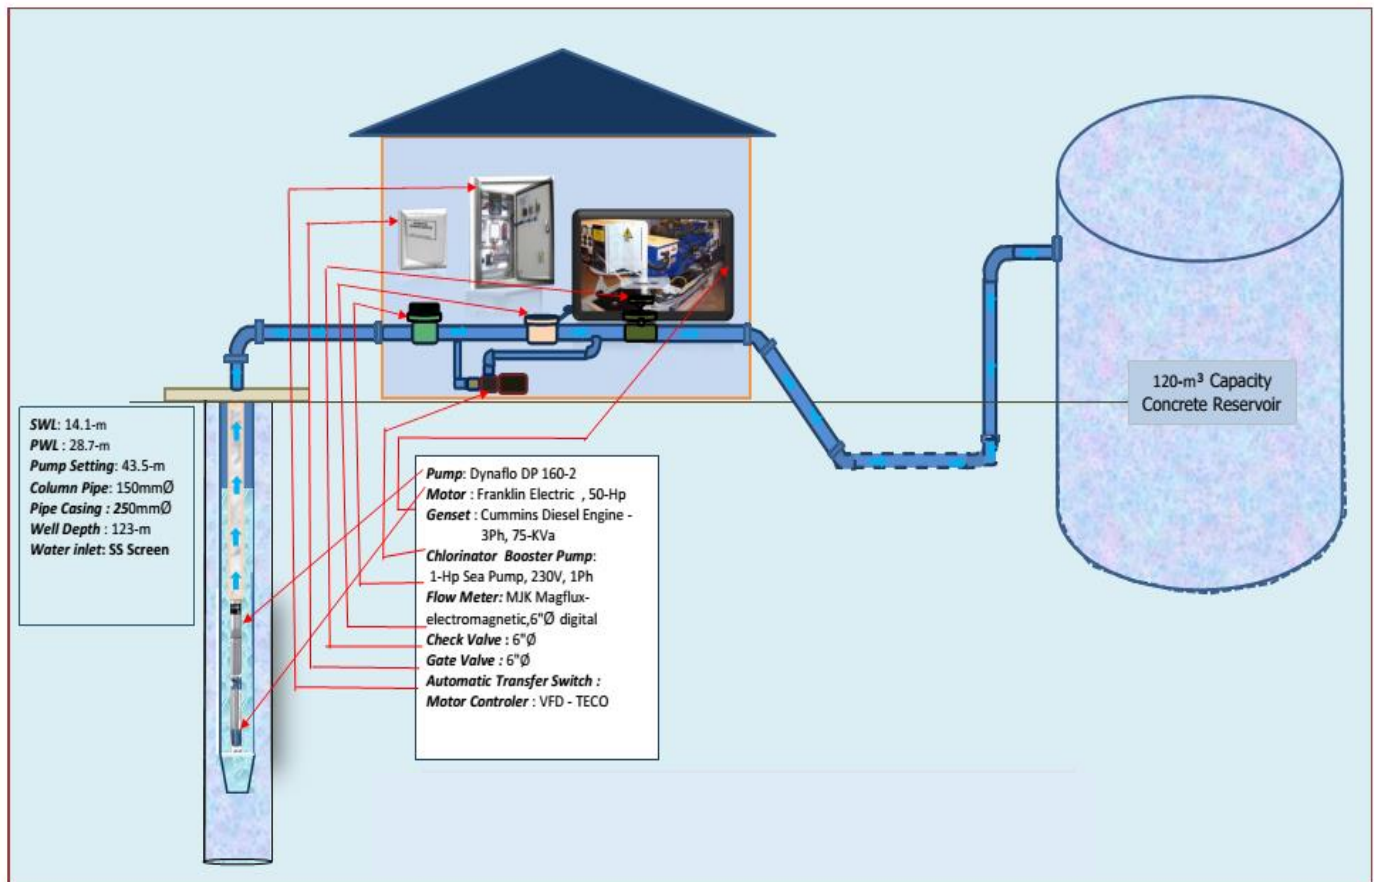 SWL: 14.1-m
PWL : 28.7-m
Pump Setting: 43.5-m
Column Pipe: 150mmØ
Pipe Casing : 250mmØ
Well Depth : 123-m
Water inlet: SS Screen
Pump: Dynaflo DP 160-2
Motor : Franklin Electric , 50-Hp
Genset : Cummins Diesel Engine -
3Ph, 75-KVa
Chlorinator Booster Pump:
1-Hp Sea Pump, 230V, 1Ph
Flow Meter: MJK Magflux-
electromagnetic,6"Ø digital
Check Valve : 6"Ø
Gate Valve : 6"Ø
Automatic Transfer Switch :
Motor Controler : VFD - TECO
120-m³ Capacity
Concrete Reservoir